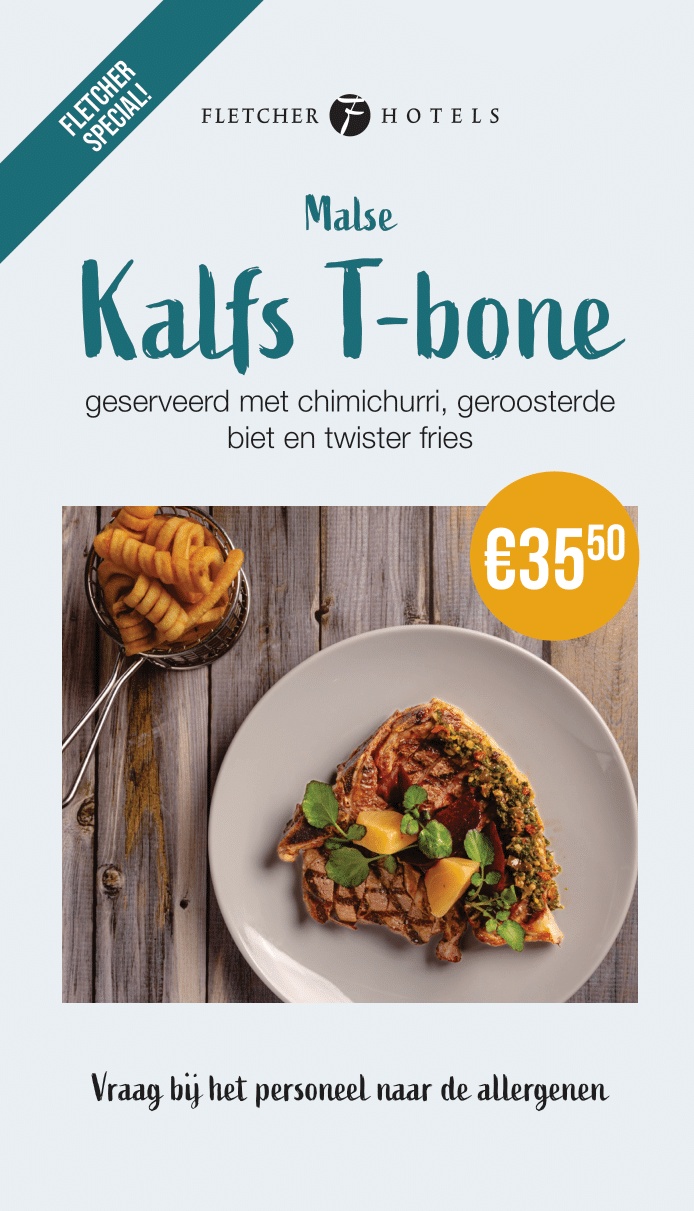 FLETCHER
SPECIAL!
FLETCHER F HOTELS
Malse
Kalfs T-bone
geserveerd met chimichurri, geroosterde
biet en twister fries
€35⁵⁰
Vraag bij het personeel naar de allergenen